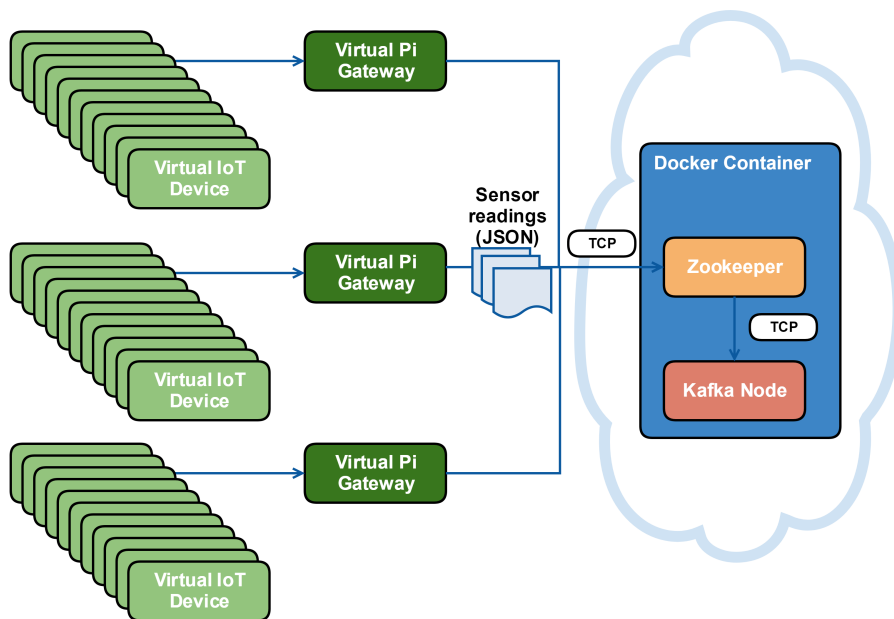 Virtual Pi
Gateway
Virtual IoT
Device
Docker Container
Sensor
readings
(JSON)
TCP
Virtual Pi
Gateway
Zookeeper
TCP
Virtual IoT
Device
Kafka Node
Virtual Pi
Gateway
Virtual IoT
Device